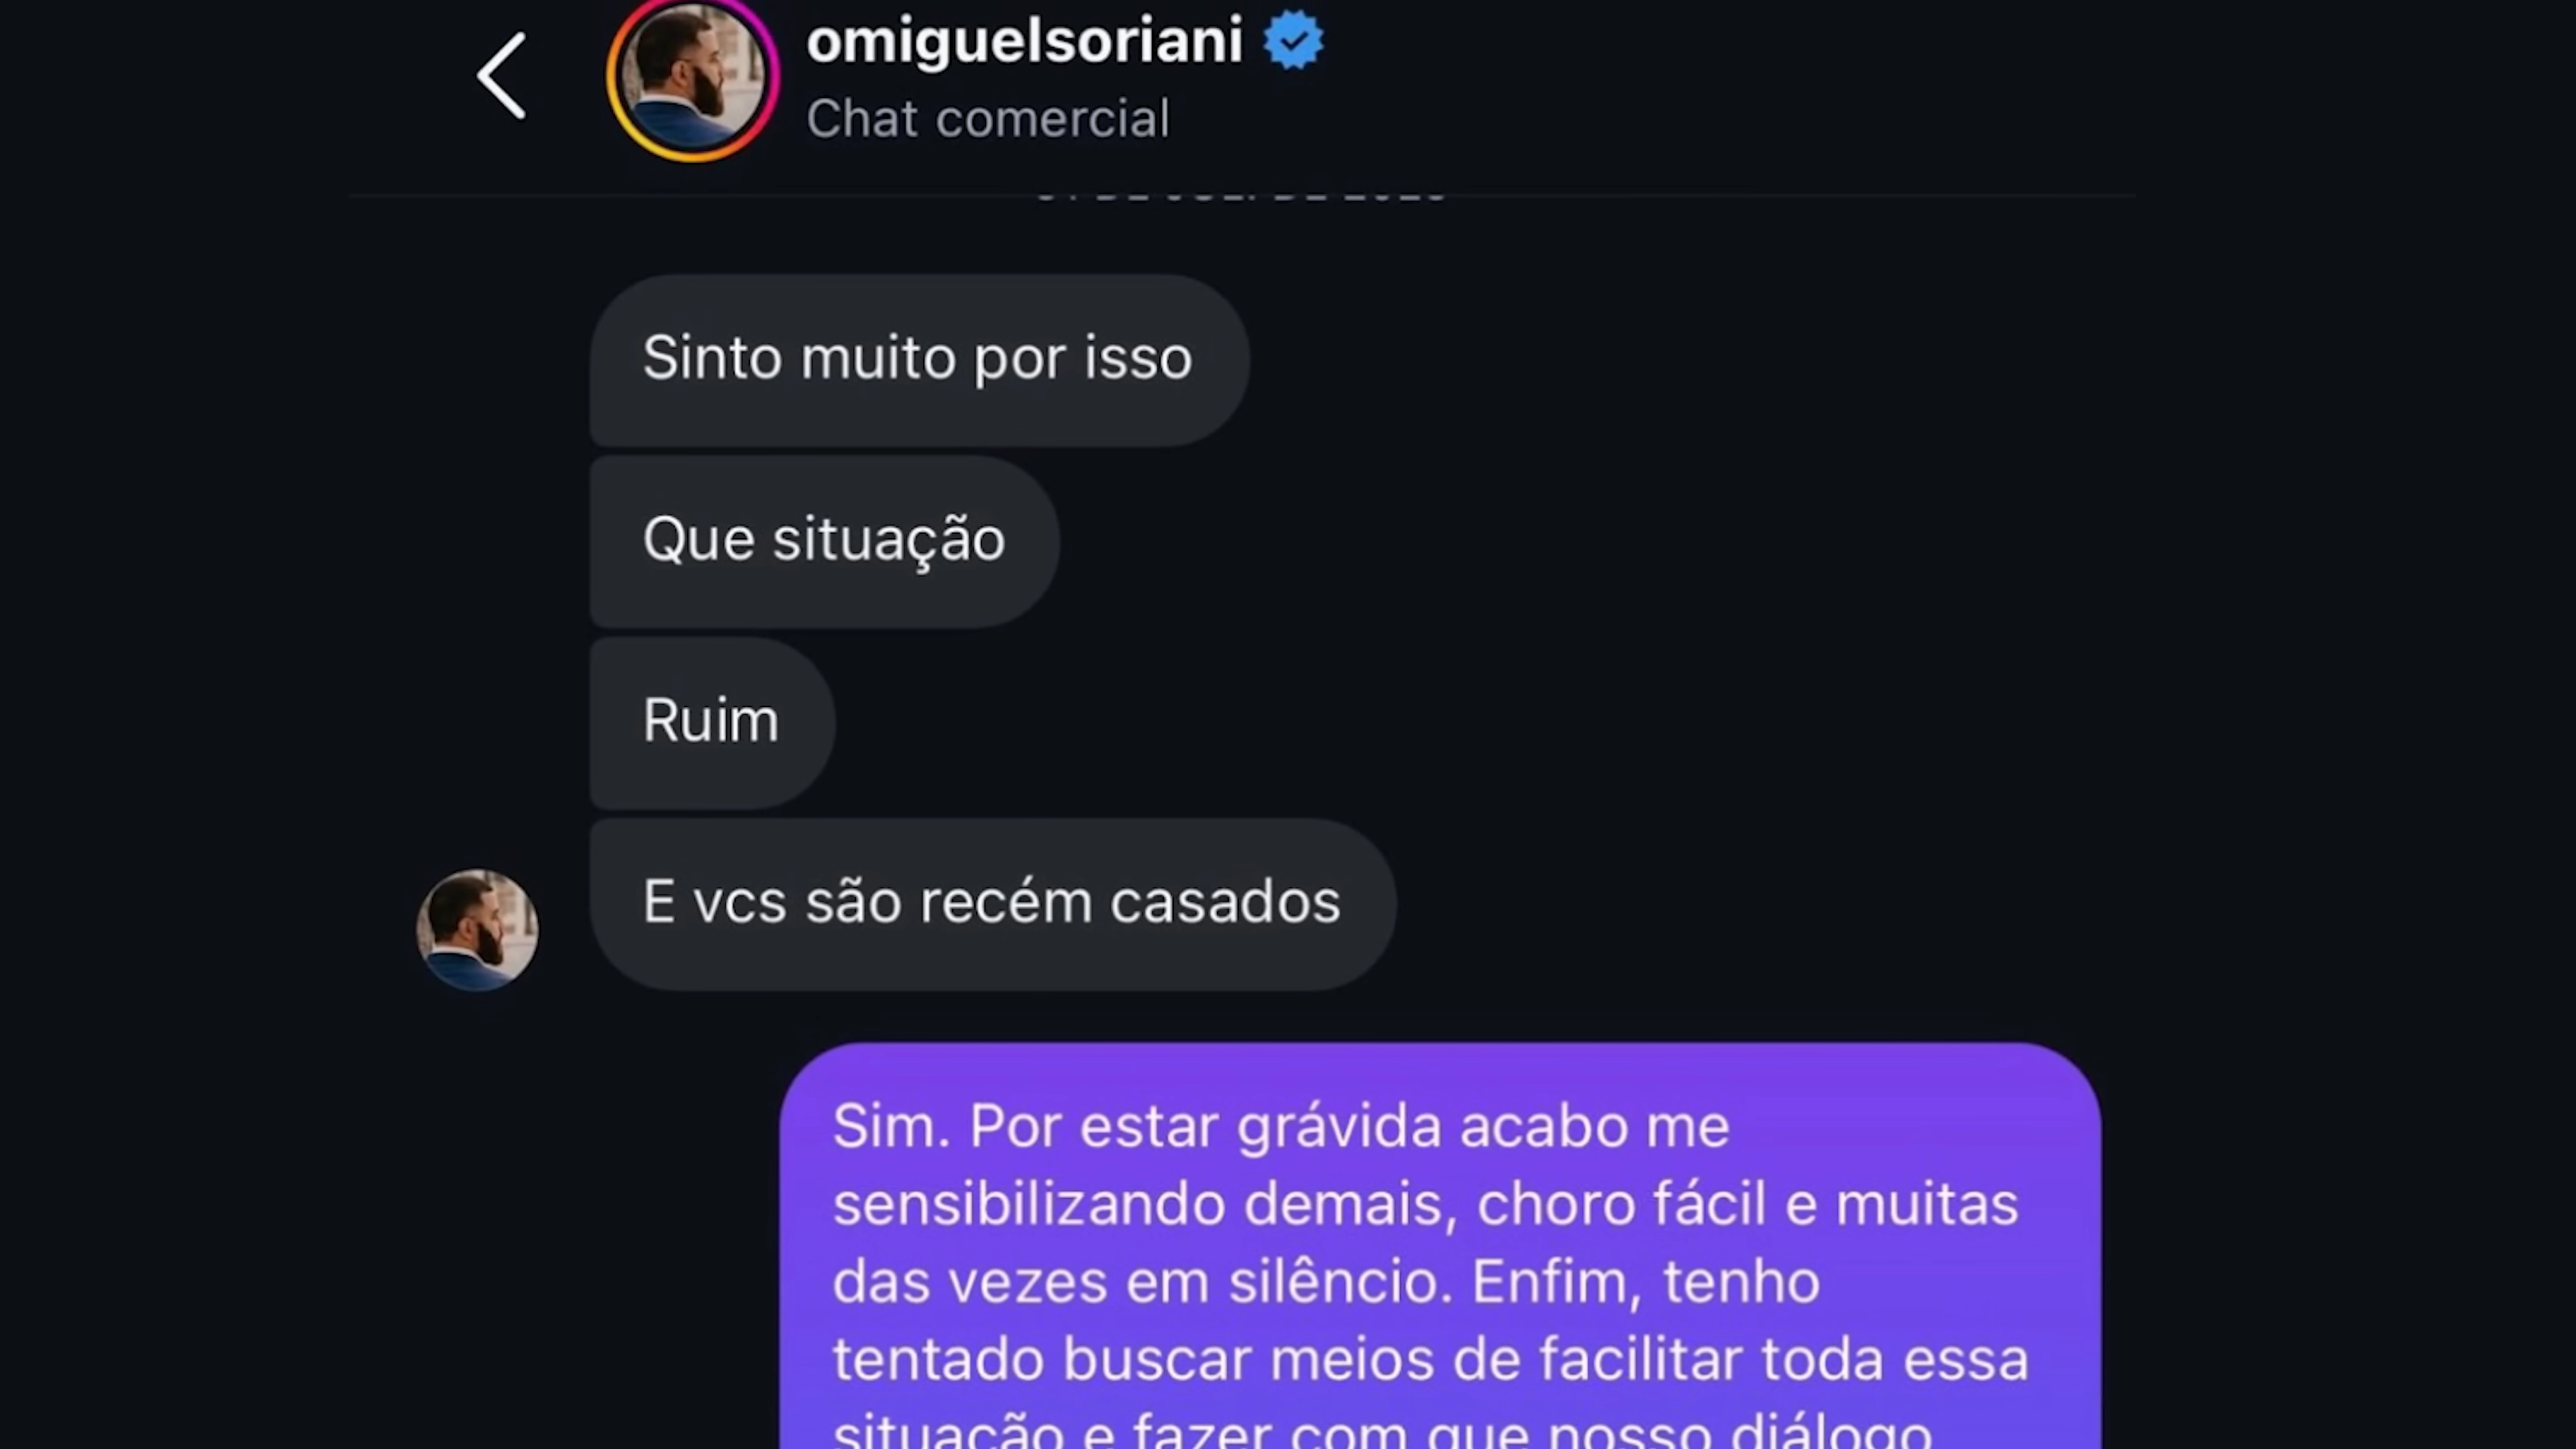 omiguelsoriani
Chat comercial
Sinto muito por isso
Que situação
Ruim
E vcs são recém casados
Sim. Por estar grávida acabo me
sensibilizando demais, choro fácil e muitas
das vezes em silêncio. Enfim, tenho
tentado buscar meios de facilitar toda essa
situação e fazer com que nosso diálogo